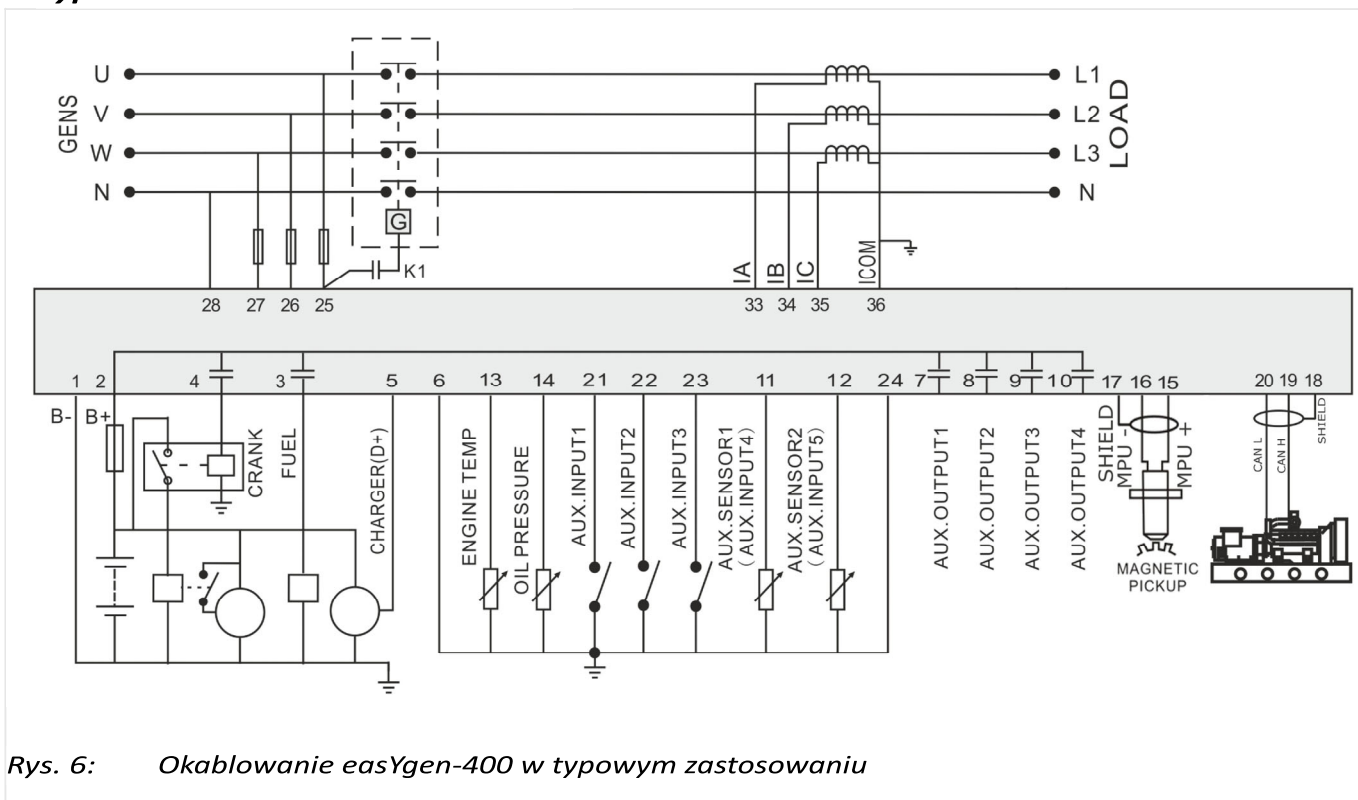 U
V
W
N
GENS
G
K1
L1
L2
L3
N
LOAD
IA
IB
IC
ICOM
28 27 26 25 33 34 35 36
1 2 4 3 5 6 13 14 21 22 23 11 12 24 7 8 9 10 17 16 15 20 19 18
B- B+
CRANK
FUEL
CHARGER(D+)
ENGINE TEMP
OIL PRESSURE
AUX.INPUT1
AUX.INPUT2
AUX.INPUT3
AUX.SENSOR1
(AUX.INPUT4)
AUX.SENSOR2
(AUX.INPUT5)
AUX.OUTPUT1
AUX.OUTPUT2
AUX.OUTPUT3
AUX.OUTPUT4
SHIELD
MPU -
MPU +
MAGNETIC
PICKUP
CAN L
CAN H
SHIELD
Rys. 6: Okablowanie easYgen-400 w typowym zastosowaniu